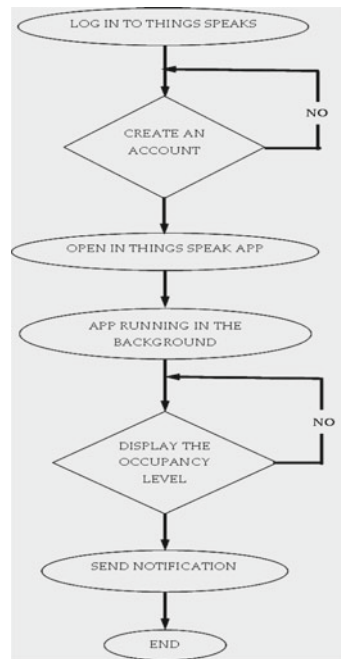 LOG IN TO THINGS SPEAKS
NO
CREATE AN
ACCOUNT
OPEN IN THINGS SPEAK APP
APP RUNNING IN THE
BACKGROUND
NO
DISPLAY THE
OCCUPANCY
LEVEL
SEND NOTIFICATION
END